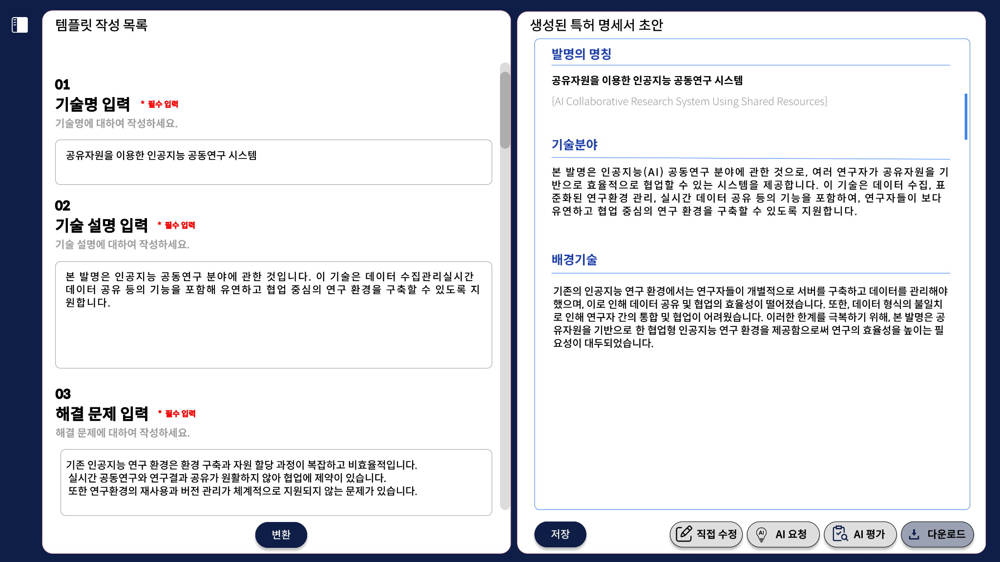 템플릿 작성 목록
01
기술명 입력 * 필수 입력
기술명에 대하여 작성하세요.
공유자원을 이용한 인공지능 공동연구 시스템
02
기술 설명 입력 * 필수 입력
기술 설명에 대하여 작성하세요.
본 발명은 인공지능 공동연구 분야에 관한 것입니다. 이 기술은 데이터 수집관리실시간
데이터 공유 등의 기능을 포함해 유연하고 협업 중심의 연구 환경을 구축할 수 있도록 지
원합니다.
03
해결 문제 입력 * 필수 입력
해결 문제에 대하여 작성하세요.
기존 인공지능 연구 환경은 환경 구축과 자원 할당 과정이 복잡하고 비효율적입니다.
실시간 공동연구와 연구결과 공유가 원활하지 않아 협업에 제약이 있습니다.
또한 연구환경의 재사용과 버전 관리가 체계적으로 지원되지 않는 문제가 있습니다.
변환
생성된 특허 명세서 초안
발명의 명칭
공유자원을 이용한 인공지능 공동연구 시스템
{AI Collaborative Research System Using Shared Resources}
기술분야
본 발명은 인공지능(AI) 공동연구 분야에 관한 것으로, 여러 연구자가 공유자원을 기
반으로 효율적으로 협업할 수 있는 시스템을 제공합니다. 이 기술은 데이터 수집, 표
준화된 연구환경 관리, 실시간 데이터 공유 등의 기능을 포함하여, 연구자들이 보다
유연하고 협업 중심의 연구 환경을 구축할 수 있도록 지원합니다.
배경기술
기존의 인공지능 연구 환경에서는 연구자들이 개별적으로 서버를 구축하고 데이터를 관리해야
했으며, 이로 인해 데이터 공유 및 협업의 효율성이 떨어졌습니다. 또한, 데이터 형식의 불일치
로 인해 연구자 간의 통합 및 협업이 어려웠습니다. 이러한 한계를 극복하기 위해, 본 발명은 공
유자원을 기반으로 한 협업형 인공지능 연구 환경을 제공함으로써 연구의 효율성을 높이는 필
요성이 대두되었습니다.
저장
직접 수정
AI
AI 요청
AI 평가
다운로드